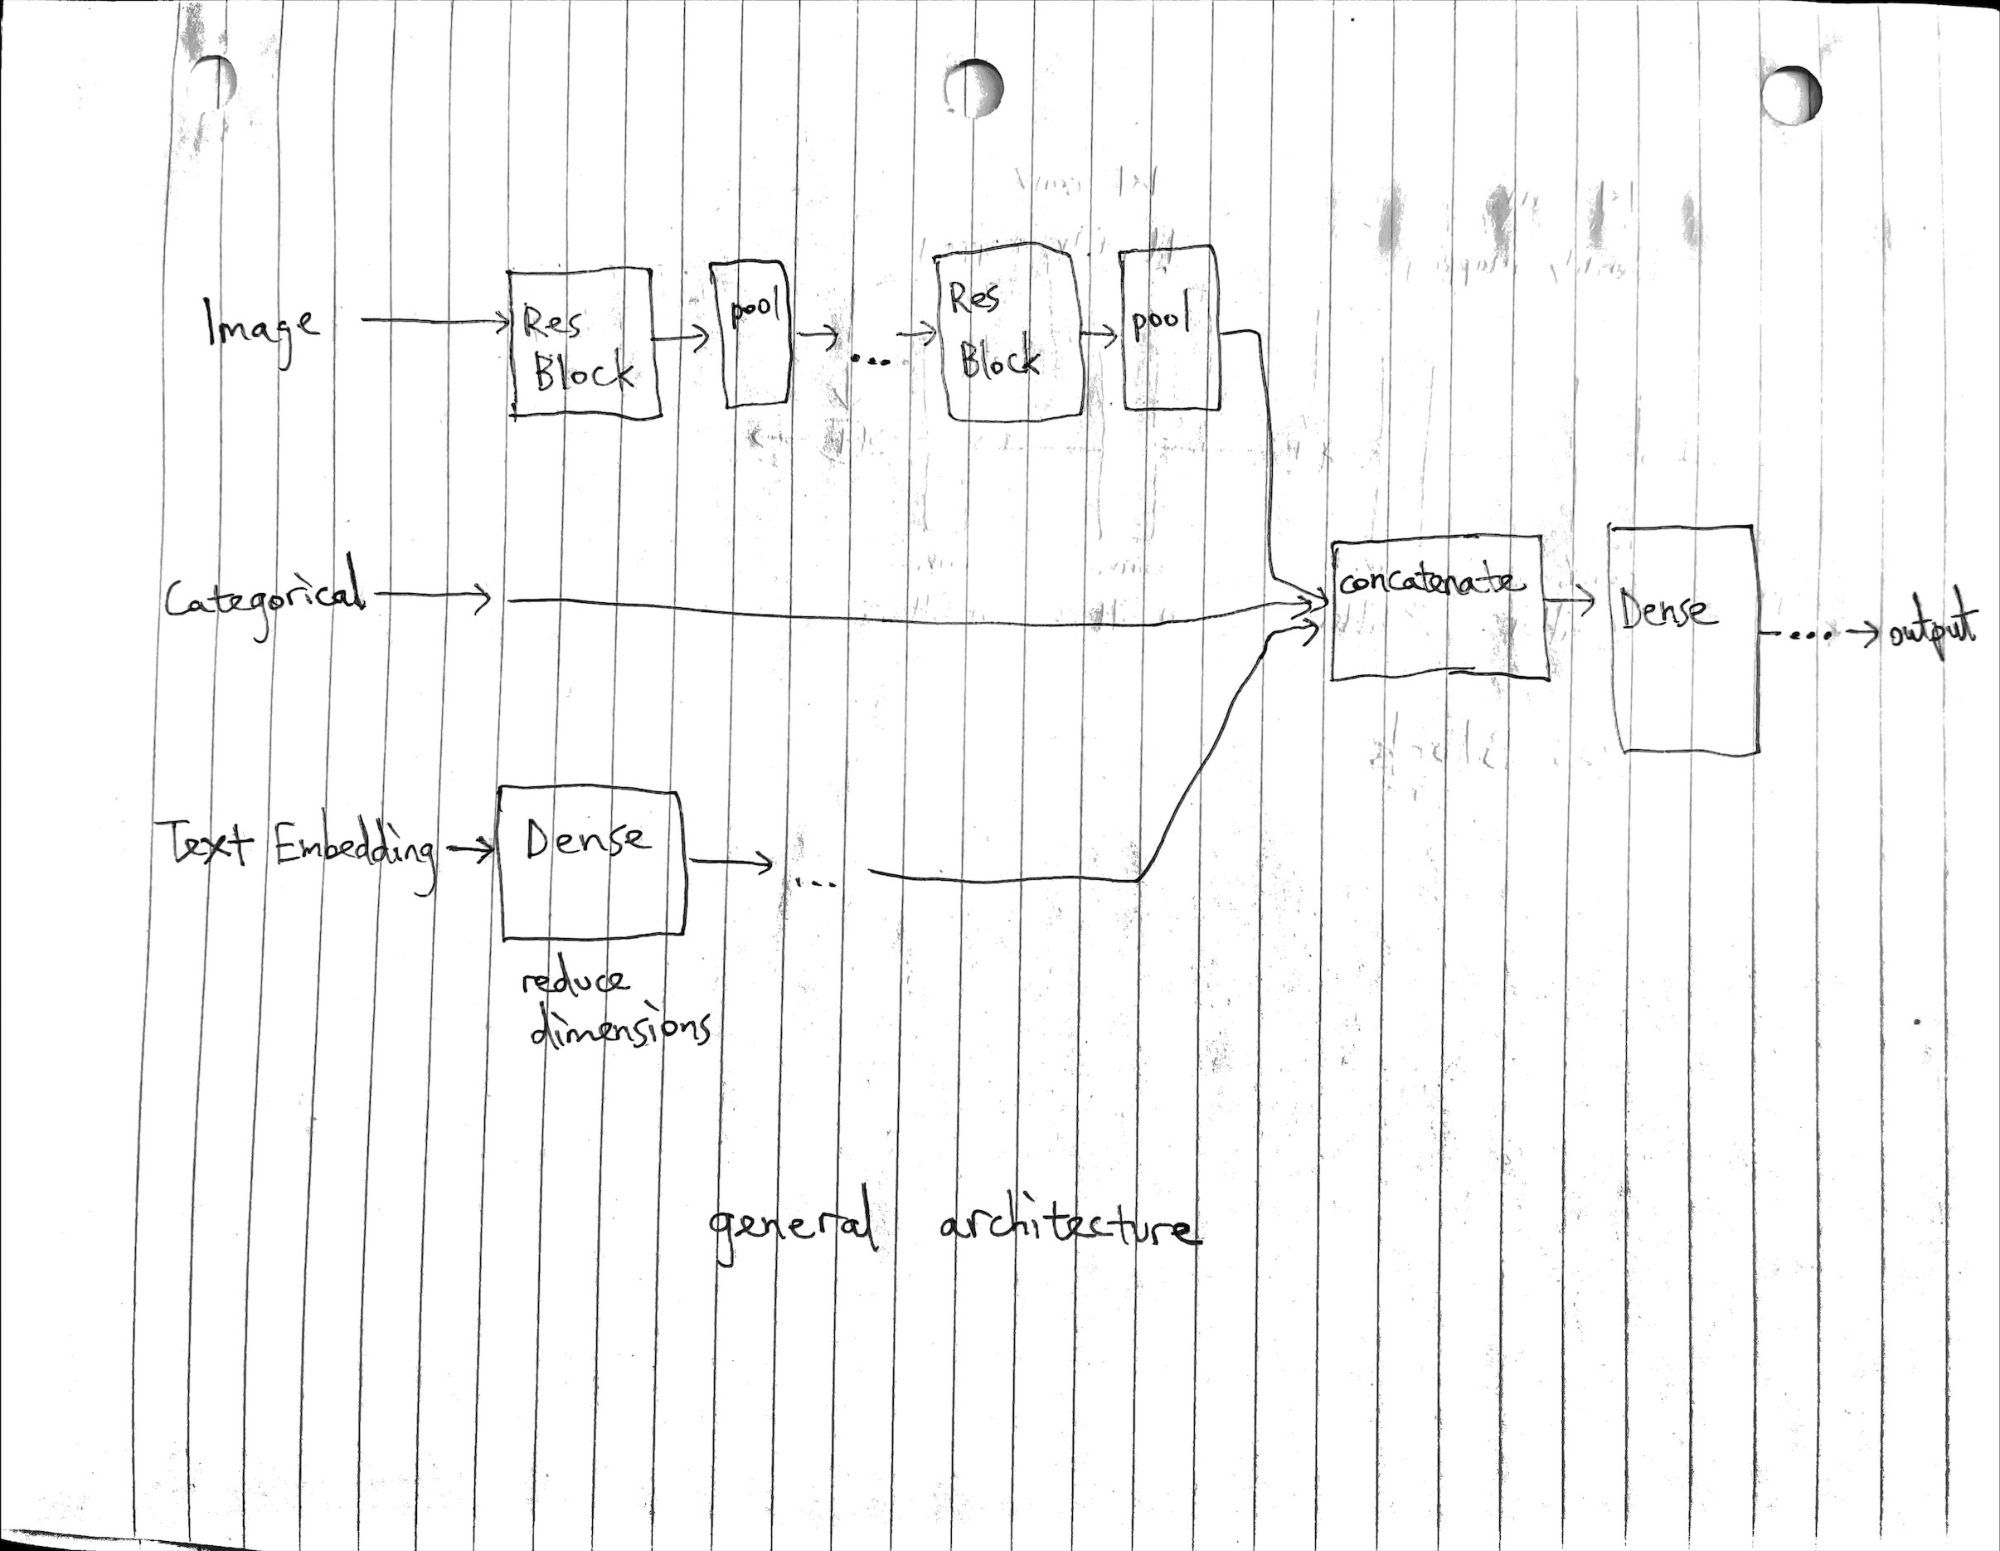 Image
Res
Block
pool
...
Res
Block
pool
Categorical
concatenate
Dense
... output
Text Embedding
Dense
...
reduce
dimensions
general architecture